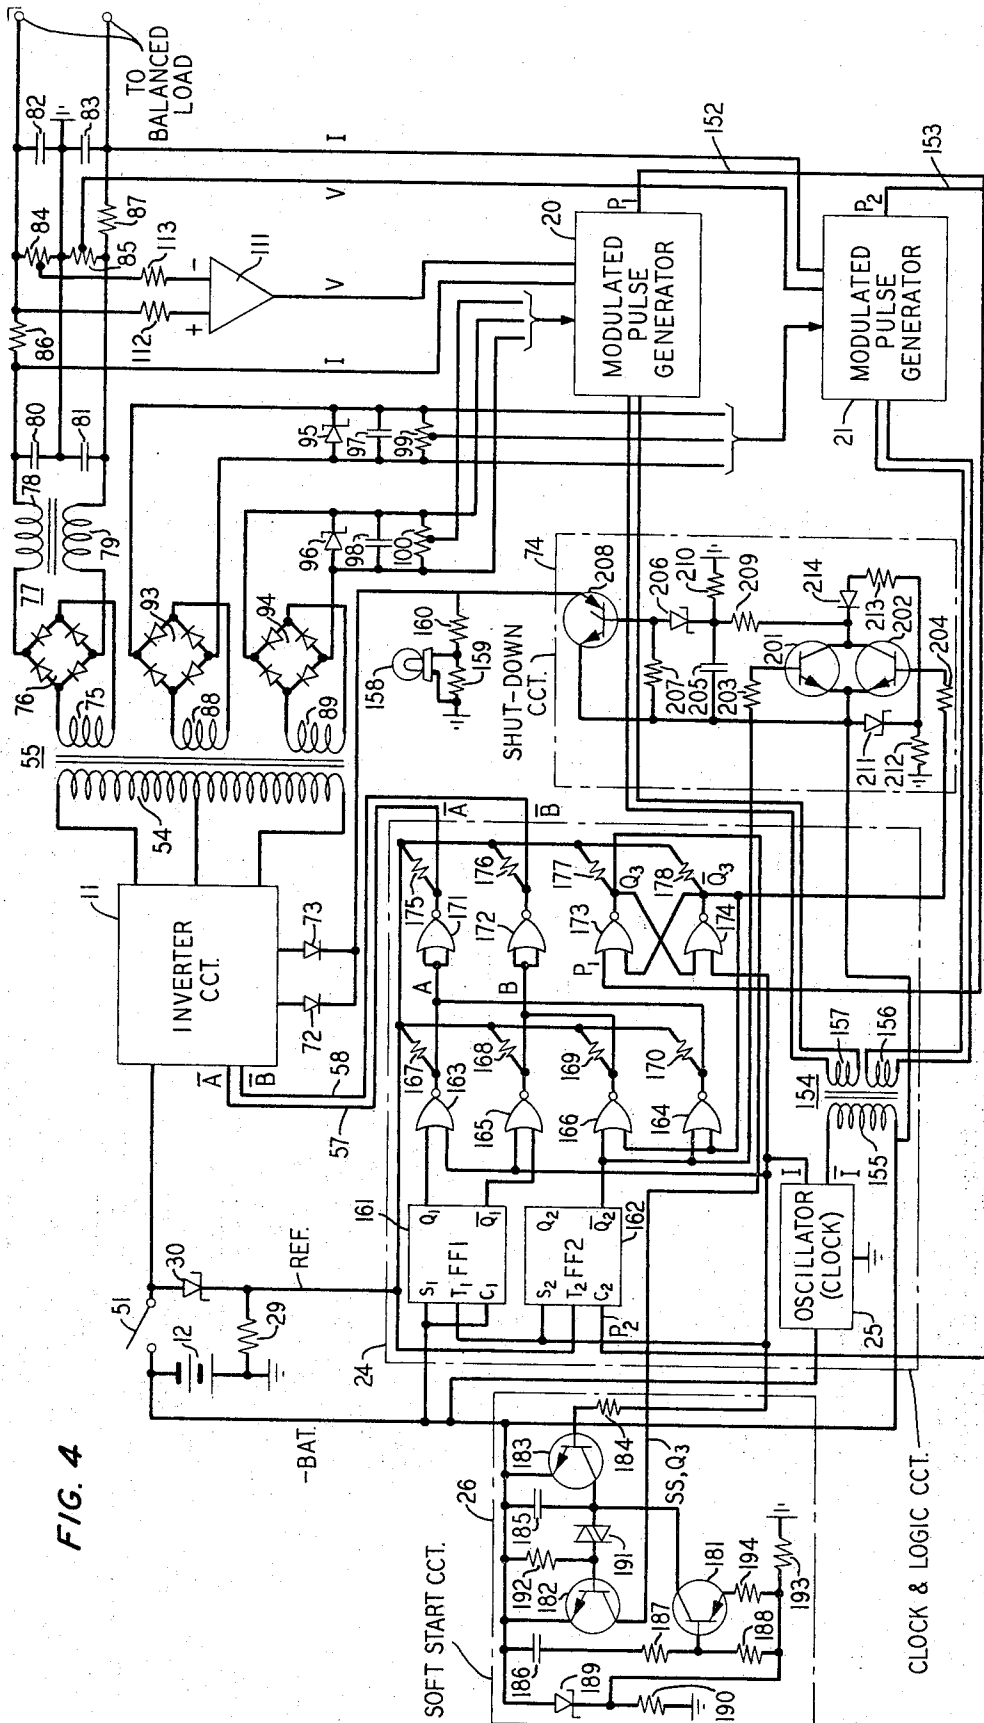 FIG. 4
SOFT START CCT.
26
186
189
190
187
188
192
182
185
191
183
184
181
194
193
SS, Q3
-BAT.
12
51
29
30
REF.
CLOCK & LOGIC CCT.
24
161
S1
T1 FF1
C1
Q1
Q̅1
S2
T2 FF2
C2
P2
Q2
Q̅2
162
OSCILLATOR
(CLOCK)
25
I
I̅
163
165
166
164
167
168
169
170
A
B
171
172
173
174
P1
175
176
177
178
Q3
Q̅3
A̅
B̅
154
155
156
157
11
INVERTER
CCT.
A̅
B̅
57
58
72
73
54
55
75
88
89
76
93
94
77
78
79
80
81
82
83
84
85
86
87
112
113
+
-
111
TO
BALANCED
LOAD
95
97
99
96
98
100
I
V
V
I
158
159
160
SHUT-DOWN
CCT.
74
208
206
207
205
210
209
203
201
202
204
211
212
213
214
20
MODULATED
PULSE
GENERATOR
P1
152
21
MODULATED
PULSE
GENERATOR
P2
153